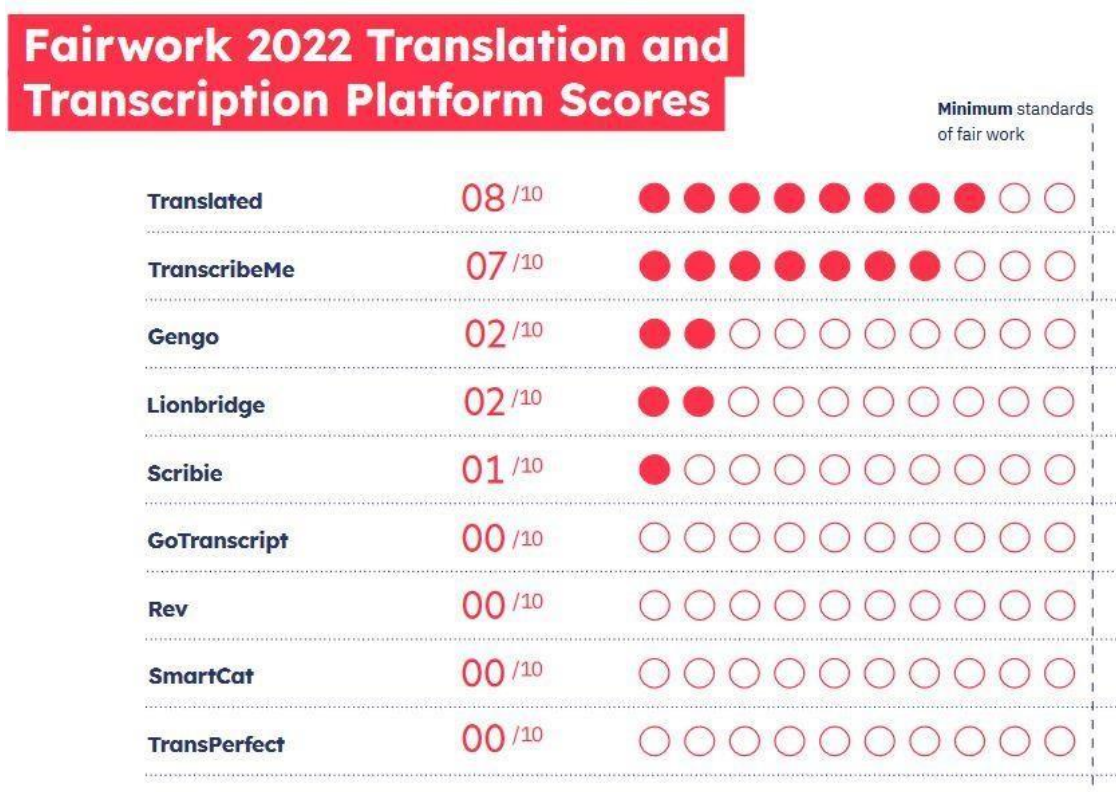 Fairwork 2022 Translation and
Transcription Platform Scores
Minimum standards
of fair work
Translated 08 /10
TranscribeMe 07 /10
Gengo 02 /10
Lionbridge 02 /10
Scribie 01 /10
GoTranscript 00 /10
Rev 00 /10
SmartCat 00 /10
TransPerfect 00 /10